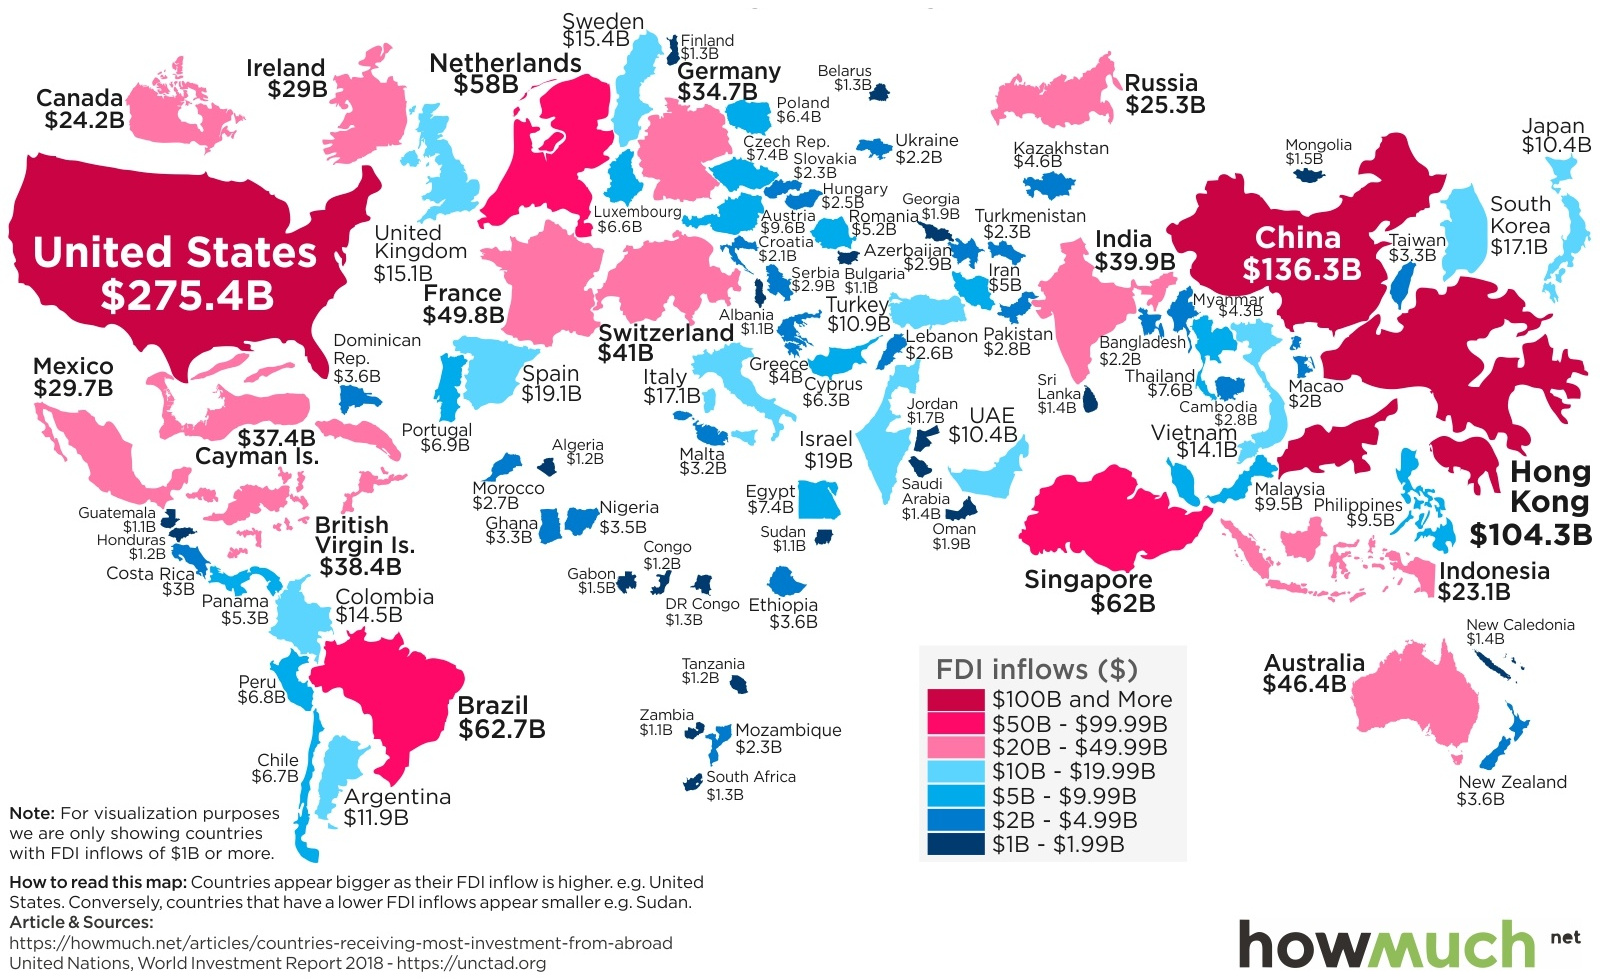 Sweden
$15.4B
Finland
$1.3B
Ireland
$29B
Netherlands
$58B
Germany
$34.7B
Belarus
$1.3B
Russia
$25.3B
Canada
$24.2B
Poland
$6.4B
Czech Rep.
$7.4B
Slovakia
$2.3B
Ukraine
$2.2B
Kazakhstan
$4.6B
Mongolia
$1.5B
Japan
$10.4B
Hungary
$2.5B
Georgia
$1.9B
Luxembourg
$6.6B
Austria
$9.6B
Romania
$5.2B
Turkmenistan
$2.3B
South
Korea
$17.1B
United States
$275.4B
United
Kingdom
$15.1B
Croatia
$2.1B
Azerbaijan
$2.9B
India
$39.9B
China
$136.3B
Taiwan
$3.3B
France
$49.8B
Serbia
$2.9B
Bulgaria
$1.1B
Iran
$5B
Albania
$1.1B
Turkey
$10.9B
Myanmar
$4.3B
Switzerland
$41B
Lebanon
$2.6B
Pakistan
$2.8B
Bangladesh
$2.2B
Dominican
Rep.
$3.6B
Mexico
$29.7B
Spain
$19.1B
Italy
$17.1B
Greece
$4B
Cyprus
$6.3B
Sri
Lanka
$1.4B
Thailand
$7.6B
Macao
$2B
Cambodia
$2.8B
Jordan
$1.7B
UAE
$10.4B
Portugal
$6.9B
$37.4B
Cayman Is.
Algeria
$1.2B
Malta
$3.2B
Israel
$19B
Vietnam
$14.1B
Hong
Kong
$104.3B
Morocco
$2.7B
Egypt
$7.4B
Saudi
Arabia
$1.4B
Malaysia
$9.5B
Philippines
$9.5B
Guatemala
$1.1B
Honduras
$1.2B
British
Virgin Is.
$38.4B
Ghana
$3.3B
Nigeria
$3.5B
Sudan
$1.1B
Oman
$1.9B
Costa Rica
$3B
Congo
$1.2B
Gabon
$1.5B
Singapore
$62B
Indonesia
$23.1B
Panama
$5.3B
Colombia
$14.5B
DR Congo
$1.3B
Ethiopia
$3.6B
New Caledonia
$1.4B
Peru
$6.8B
Tanzania
$1.2B
Australia
$46.4B
Brazil
$62.7B
Zambia
$1.1B
Mozambique
$2.3B
Chile
$6.7B
South Africa
$1.3B
New Zealand
$3.6B
Argentina
$11.9B
FDI inflows ($)
$100B and More
$50B - $99.99B
$20B - $49.99B
$10B - $19.99B
$5B - $9.99B
$2B - $4.99B
$1B - $1.99B
Note: For visualization purposes
we are only showing countries
with FDI inflows of $1B or more.
How to read this map: Countries appear bigger as their FDI inflow is higher. e.g. United
States. Conversely, countries that have a lower FDI inflows appear smaller e.g. Sudan.
Article & Sources:
https://howmuch.net/articles/countries-receiving-most-investment-from-abroad
United Nations, World Investment Report 2018 - https://unctad.org
howmuch net